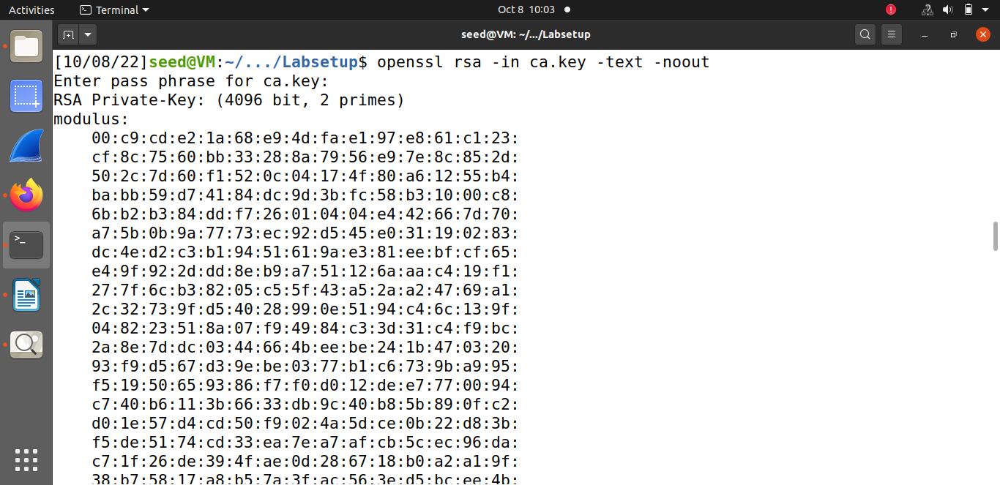 Activities
Terminal
Oct 8 10:03
seed@VM: ~/.../Labsetup
[10/08/22]seed@VM:~/.../Labsetup$ openssl rsa -in ca.key -text -noout
Enter pass phrase for ca.key:
RSA Private-Key: (4096 bit, 2 primes)
modulus:
00:c9:cd:e2:1a:68:e9:4d:fa:e1:97:e8:61:c1:23:
cf:8c:75:60:bb:33:28:8a:79:56:e9:7e:8c:85:2d:
50:2c:7d:60:f1:52:0c:04:17:4f:80:a6:12:55:b4:
ba:bb:59:d7:41:84:dc:9d:3b:fc:58:b3:10:00:c8:
6b:b2:b3:84:dd:f7:26:01:04:04:e4:42:66:7d:70:
a7:5b:0b:9a:77:73:ec:92:d5:45:e0:31:19:02:83:
dc:4e:d2:c3:b1:94:51:61:9a:e3:81:ee:bf:cf:65:
e4:9f:92:2d:dd:8e:b9:a7:51:12:6a:aa:c4:19:f1:
27:7f:6c:b3:82:05:c5:5f:43:a5:2a:a2:47:69:a1:
2c:32:73:9f:d5:40:28:99:0e:51:94:c4:6c:13:9f:
04:82:23:51:8a:07:f9:49:84:c3:3d:31:c4:f9:bc:
2a:8e:7d:dc:03:44:66:4b:ee:be:24:1b:47:03:20:
93:f9:d5:67:d3:9e:be:03:77:b1:c6:73:9b:a9:95:
f5:19:50:65:93:86:f7:f0:d0:12:de:e7:77:00:94:
c7:40:b6:11:3b:66:33:db:9c:40:b8:5b:89:0f:c2:
d0:1e:57:d4:cd:50:f9:02:4a:5d:ce:0b:22:d8:3b:
f5:de:51:74:cd:33:ea:7e:a7:af:cb:5c:ec:96:da:
c7:1f:26:de:39:4f:ae:0d:28:67:18:b0:a2:a1:9f:
38:b7:58:17:a8:b5:7a:3f:ac:56:3e:d5:bc:ee:4b: